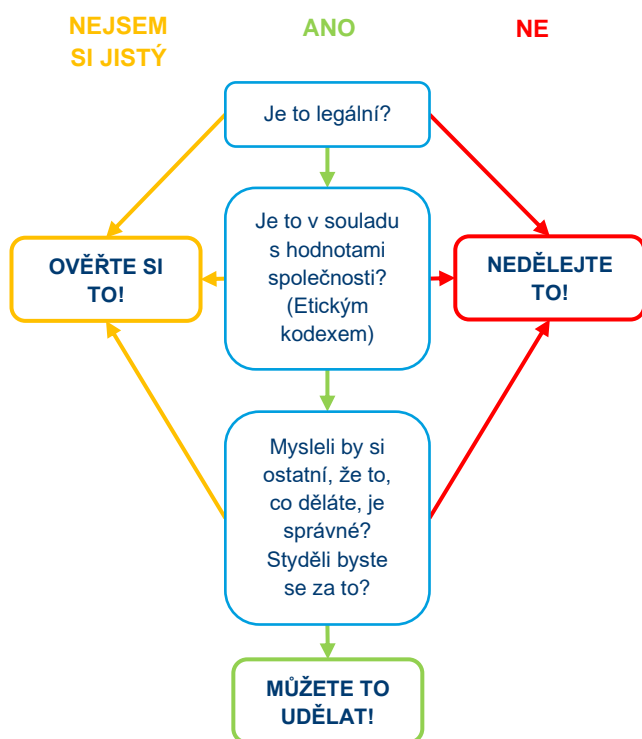 NEJSEM
SI JISTÝ
ANO
NE
Je to legální?
Je to v souladu
s hodnotami
společnosti?
(Etickým
kodexem)
OVĚŘTE SI
TO!
NEDĚLEJTE
TO!
Mysleli by si
ostatní, že to,
co děláte, je
správné?
Styděli byste
se za to?
MŮŽETE TO
UDĚLAT!